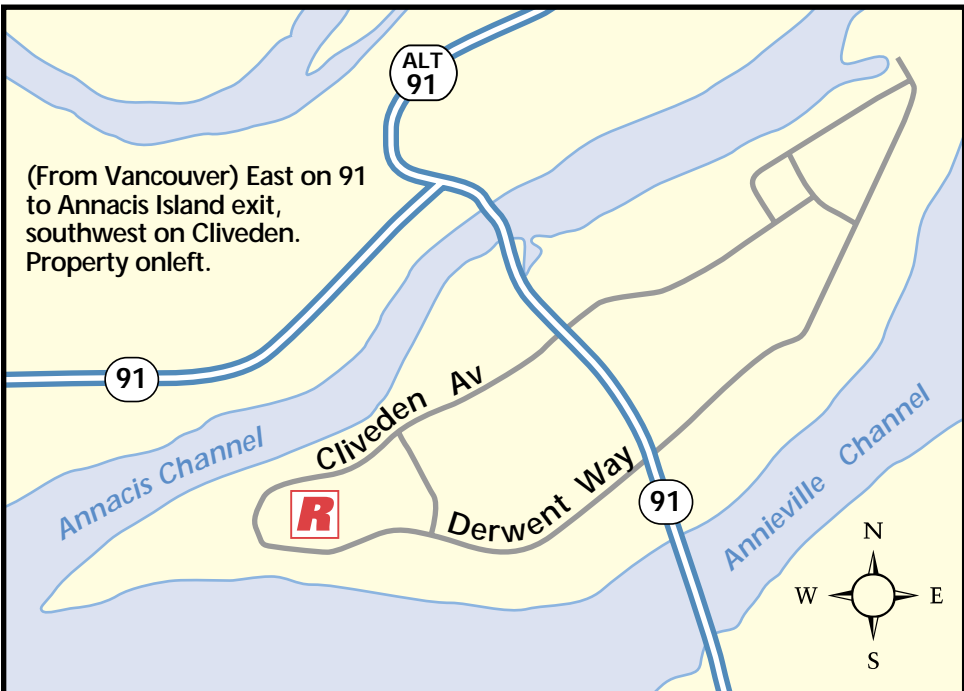 ALT
91
(From Vancouver) East on 91
to Annacis Island exit,
southwest on Cliveden.
Property onleft.
91
Cliveden Av
Annacis Channel
R
Derwent Way
91
Annieville Channel
N
W E
S